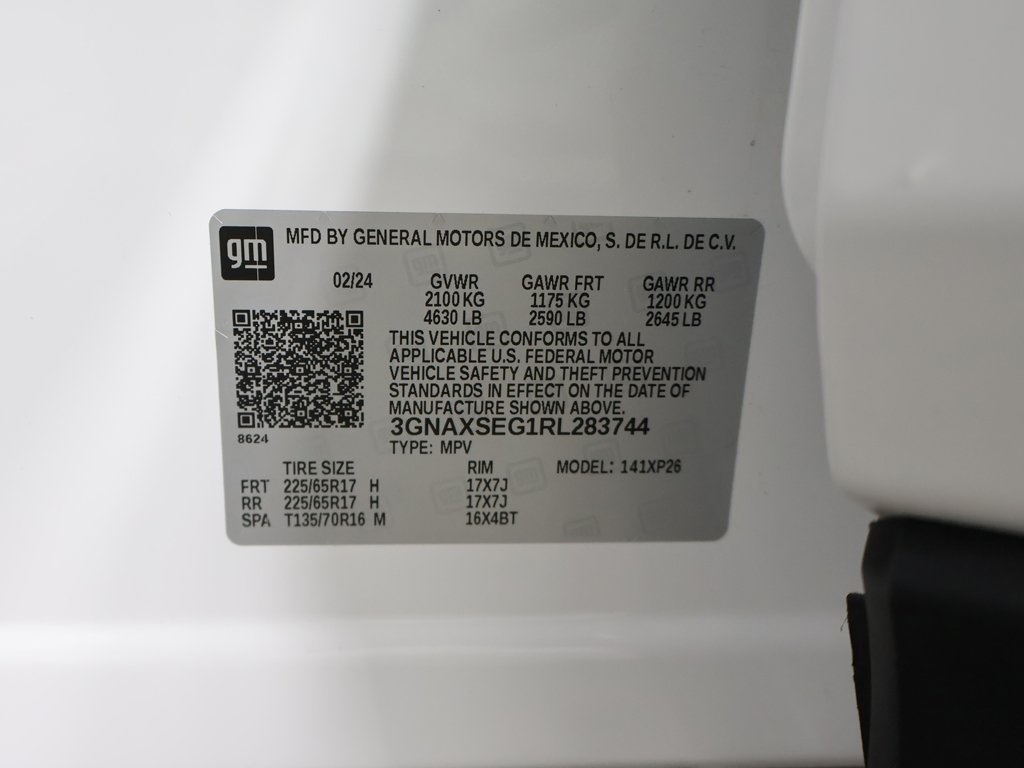 gm
MFD BY GENERAL MOTORS DE MEXICO, S. DE R.L. DE C.V.
02/24 GVWR GAWR FRT GAWR RR
2100 KG 1175 KG 1200 KG
4630 LB 2590 LB 2645 LB
THIS VEHICLE CONFORMS TO ALL
APPLICABLE U.S. FEDERAL MOTOR
VEHICLE SAFETY AND THEFT PREVENTION
STANDARDS IN EFFECT ON THE DATE OF
MANUFACTURE SHOWN ABOVE.
3GNAXSEG1RL283744
8624
TYPE: MPV
TIRE SIZE RIM MODEL: 141XP26
FRT 225/65R17 H 17X7J
RR 225/65R17 H 17X7J
SPA T135/70R16 M 16X4BT